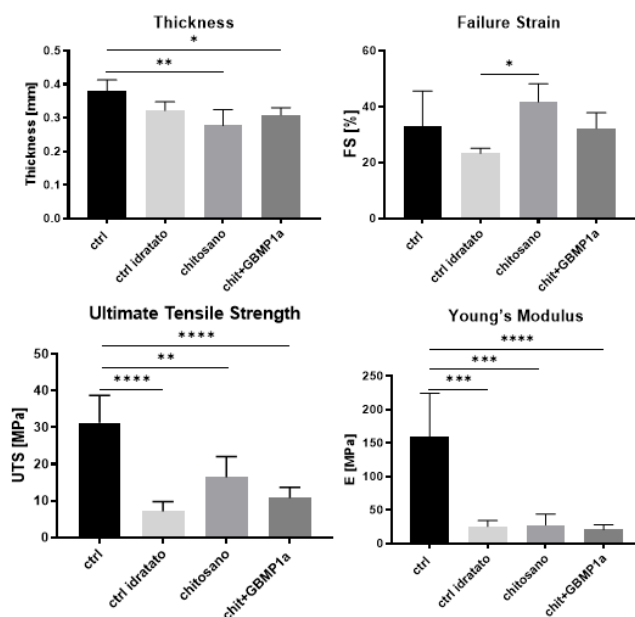 Thickness
*
**
0.5
0.4
0.3
0.2
0.1
0.0
Thickness [mm]
ctrl
ctrl idratato
chitosano
chit+GBMP1a
Failure Strain
*
60
40
20
0
FS [%]
ctrl
ctrl idratato
chitosano
chit+GBMP1a
Ultimate Tensile Strength
****
**
****
50
40
30
20
10
0
UTS [MPa]
ctrl
ctrl idratato
chitosano
chit+GBMP1a
Young's Modulus
****
***
***
250
200
150
100
50
0
E [MPa]
ctrl
ctrl idratato
chitosano
chit+GBMP1a